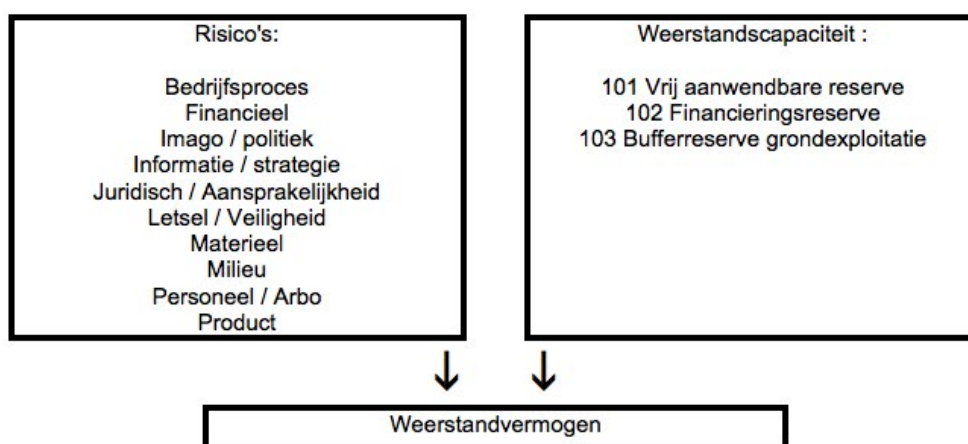 Risico's:
Bedrijfsproces
Financieel
Imago / politiek
Informatie / strategie
Juridisch / Aansprakelijkheid
Letsel / Veiligheid
Materieel
Milieu
Personeel / Arbo
Product
Weerstandscapaciteit :
101 Vrij aanwendbare reserve
102 Financieringsreserve
103 Bufferreserve grondexploitatie
Weerstandvermogen